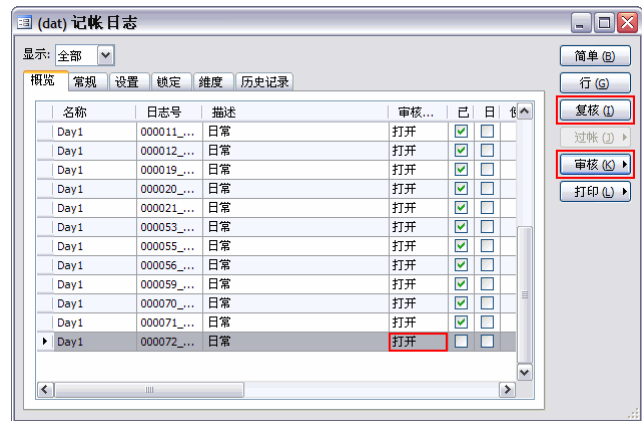 (dat) 记帐日志
显示: 全部
简单 (B)
概览 常规 设置 锁定 维度 历史记录
行 (G)
复核 (I)
过帐 (J)
审核 (K)
打印 (L)
名称 日志号 描述 审核... 已 日
Day1 000011_... 日常 打开
Day1 000012_... 日常 打开
Day1 000019_... 日常 打开
Day1 000020_... 日常 打开
Day1 000021_... 日常 打开
Day1 000053_... 日常 打开
Day1 000055_... 日常 打开
Day1 000056_... 日常 打开
Day1 000059_... 日常 打开
Day1 000070_... 日常 打开
Day1 000071_... 日常 打开
Day1 000072_... 日常 打开